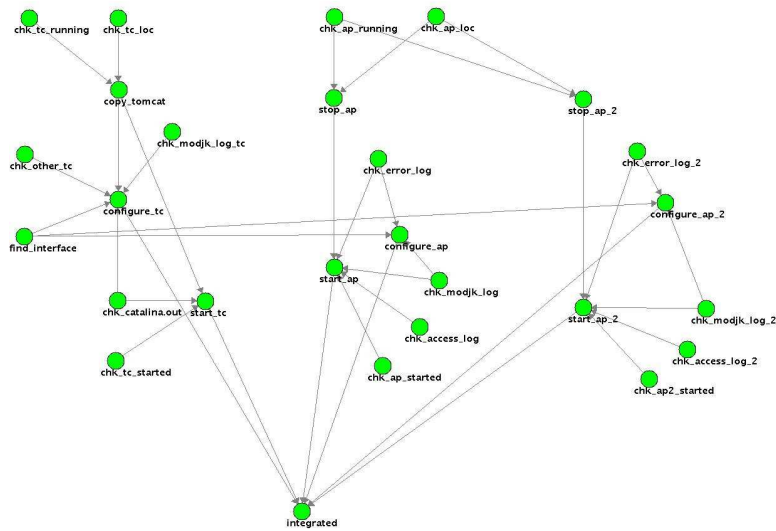 chk_tc_running
chk_tc_loc
chk_ap_running
chk_ap_loc
copy_tomcat
stop_ap
stop_ap_2
chk_modjk_log_tc
chk_other_tc
chk_error_log
chk_error_log_2
configure_tc
configure_ap_2
find_interface
configure_ap
start_ap
chk_modjk_log
chk_catalina.out
start_tc
start_ap_2
chk_modjk_log_2
chk_access_log
chk_access_log_2
chk_tc_started
chk_ap_started
chk_ap2_started
integrated